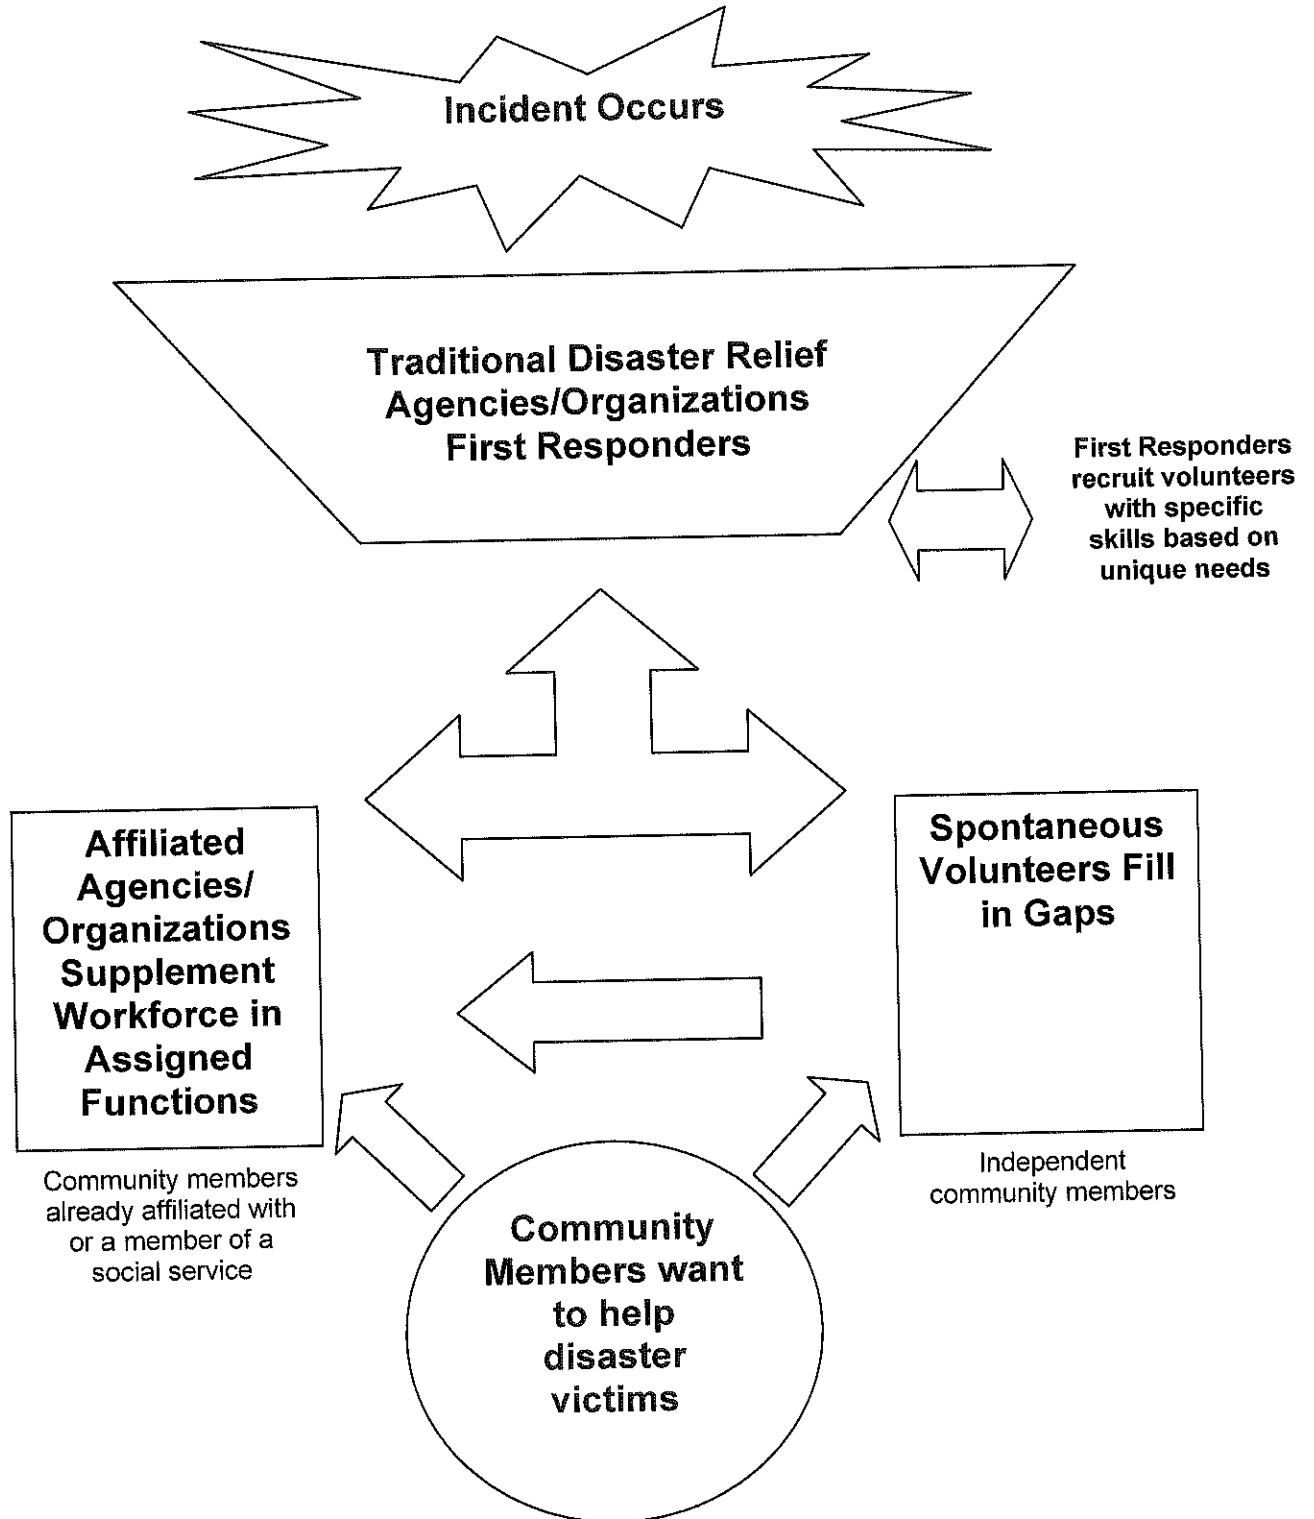 Incident Occurs
Traditional Disaster Relief
Agencies/Organizations
First Responders
First Responders
recruit volunteers
with specific
skills based on
unique needs
Affiliated
Agencies/
Organizations
Supplement
Workforce in
Assigned
Functions
Spontaneous
Volunteers Fill
in Gaps
Community members
already affiliated with
or a member of a
social service
Independent
community members
Community
Members want
to help
disaster
victims